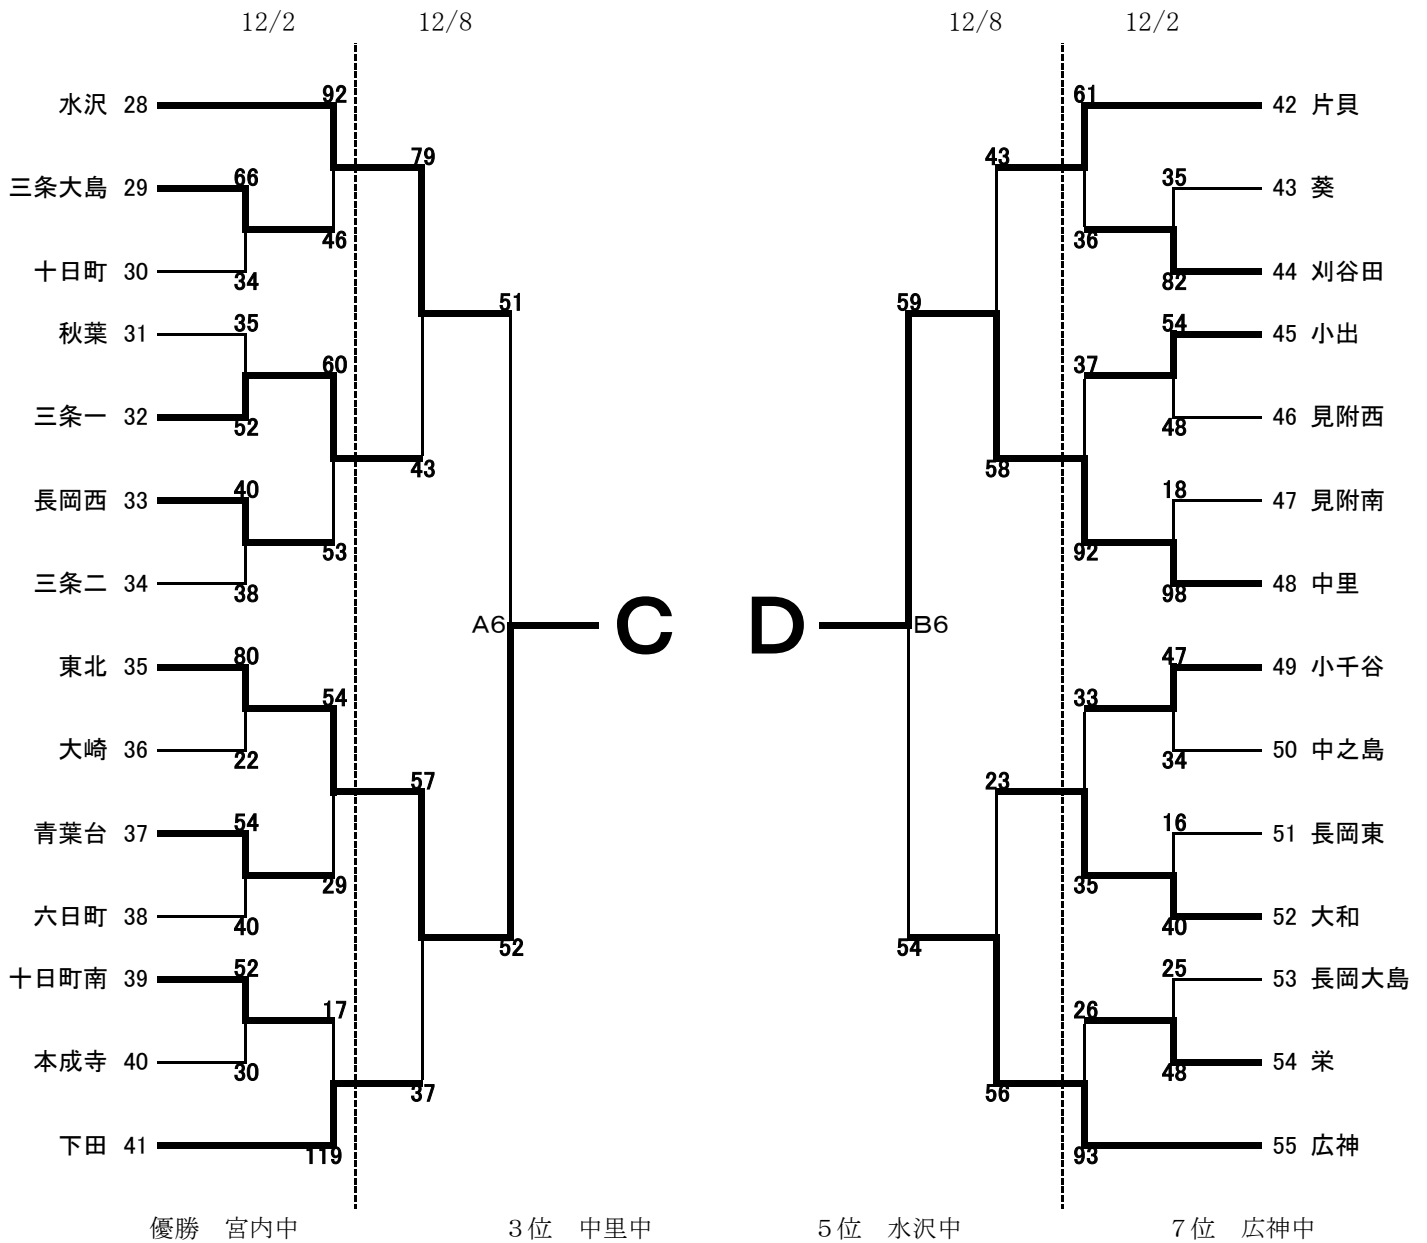 12/2 12/8 12/8 12/2
92 61
水沢 28 42 片貝
79 43
66 35
三条大島 29 43 葵
46 36
十日町 30 44 刈谷田
34 82
51 59
35 54
秋葉 31 45 小出
60 37
三条一 32 46 見附西
52 48
43 58
40 18
長岡西 33 47 見附南
53 92
三条二 34 48 中里
38 98
A6 C D B6
80 47
東北 35 49 小千谷
54 33
大崎 36 50 中之島
22 34
57 23
54 16
青葉台 37 51 長岡東
29 35
六日町 38 52 大和
40 40
52 54
52 25
十日町南 39 53 長岡大島
17 26
本成寺 40 54 栄
30 48
37 56
下田 41 55 広神
119 93
優勝 宮内中 3位 中里中 5位 水沢中 7位 広神中